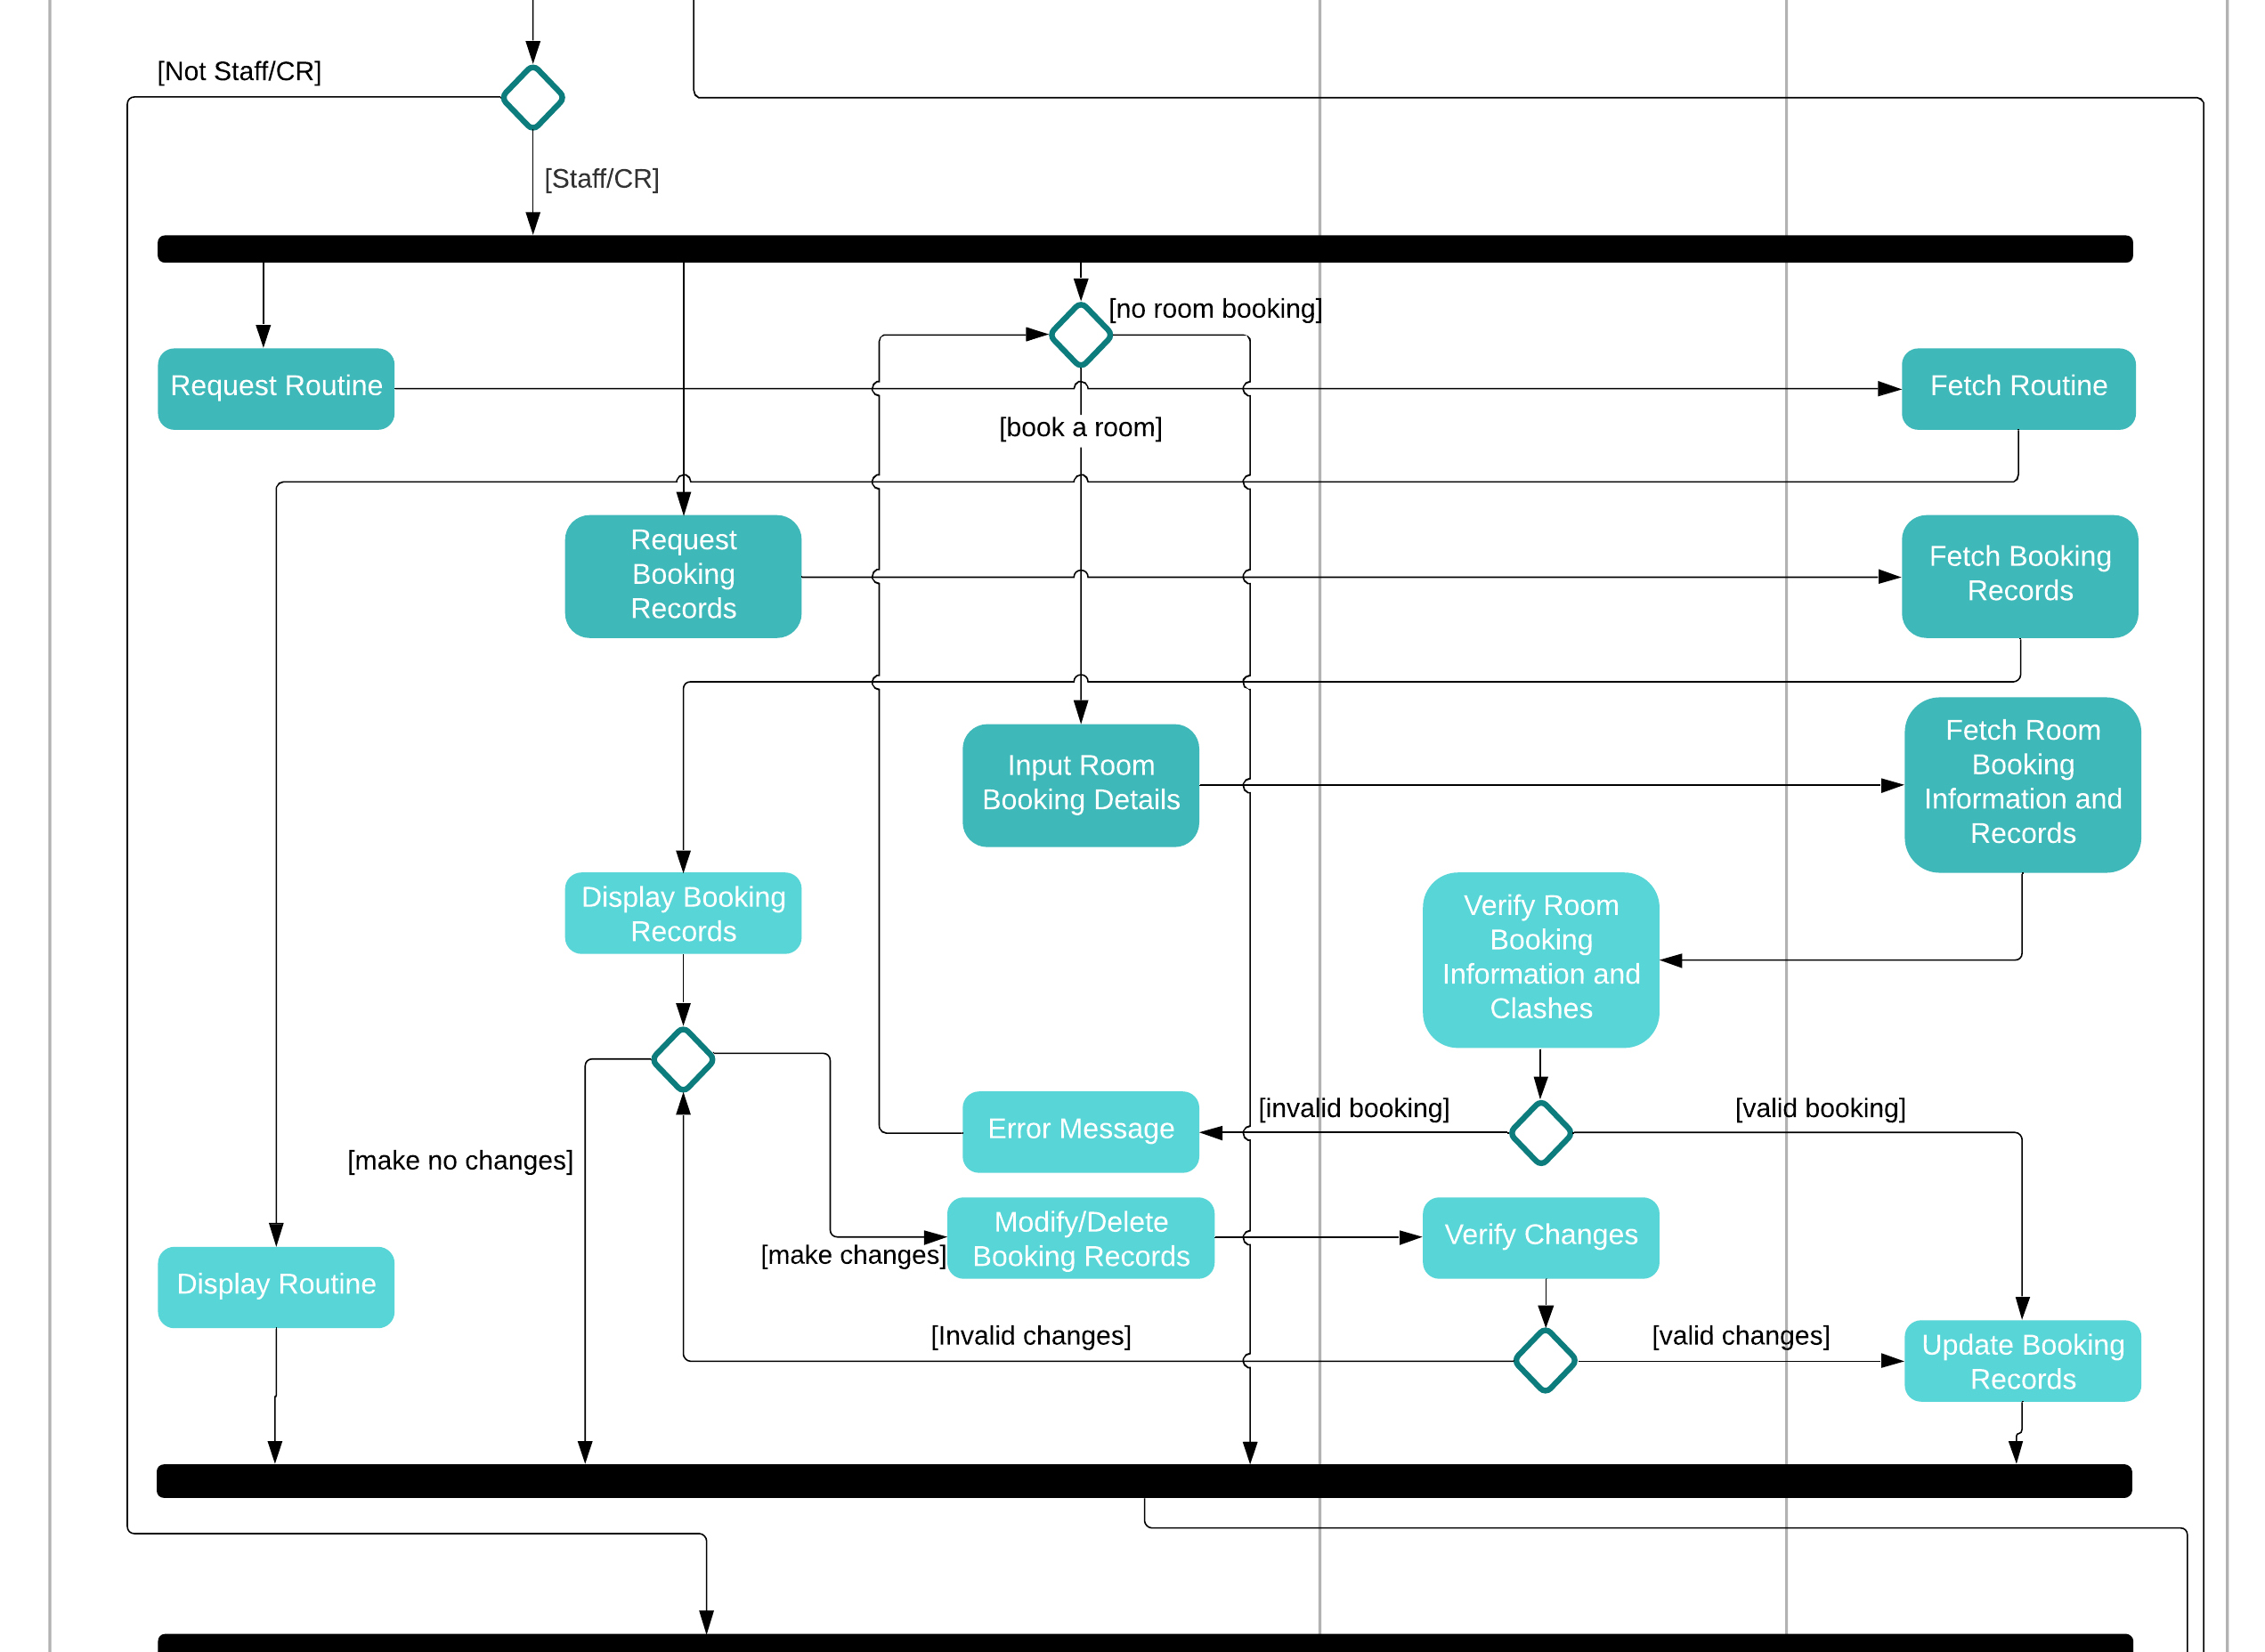 [Not Staff/CR]
[Staff/CR]
[no room booking]
Request Routine
Fetch Routine
[book a room]
Request
Booking
Records
Fetch Booking
Records
Input Room
Booking Details
Fetch Room
Booking
Information and
Records
Display Booking
Records
Verify Room
Booking
Information and
Clashes
Error Message
[invalid booking]
[valid booking]
[make no changes]
[make changes]
Modify/Delete
Booking Records
Verify Changes
Display Routine
[Invalid changes]
[valid changes]
Update Booking
Records